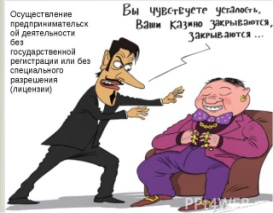 Осуществление
предпринимательск
ой деятельности
без
государственной
регистрации или без
специального
разрешения
(лицензии)
Вы чувствуете усталость,
Ваши казино закрываются,
закрываются ...